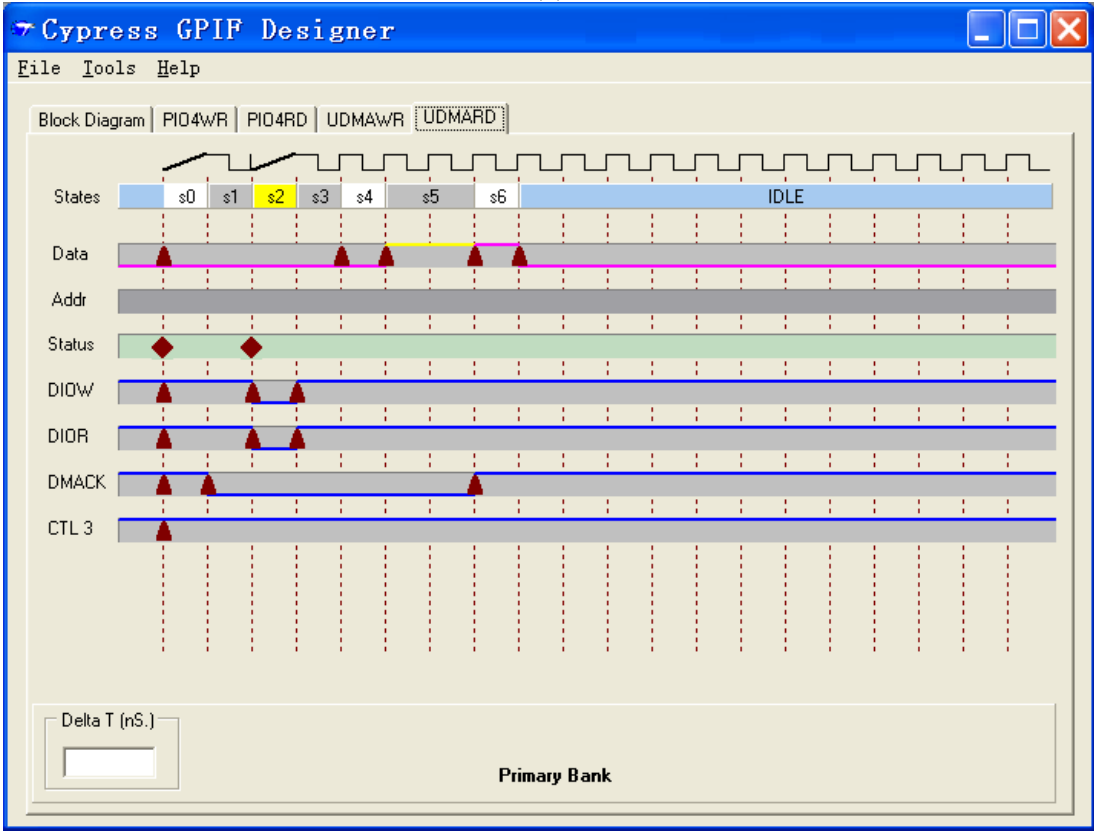 Cypress GPIF Designer
File Tools Help
Block Diagram PIO4WR PIO4RD UDMAWR UDMARD
States s0 s1 s2 s3 s4 s5 s6 IDLE
Data
Addr
Status
DIOW
DIOR
DMACK
CTL 3
Delta T (nS.)
Primary Bank